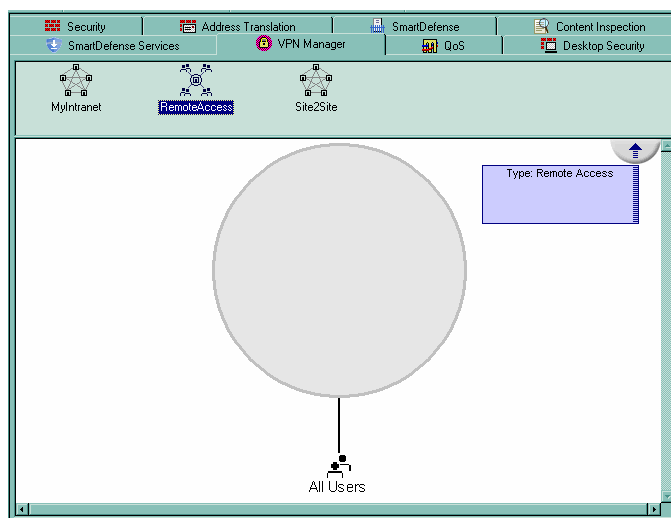 Security
Address Translation
SmartDefense
Content Inspection
SmartDefense Services
VPN Manager
QoS
Desktop Security
MyIntranet
RemoteAccess
Site2Site
Type: Remote Access
All Users